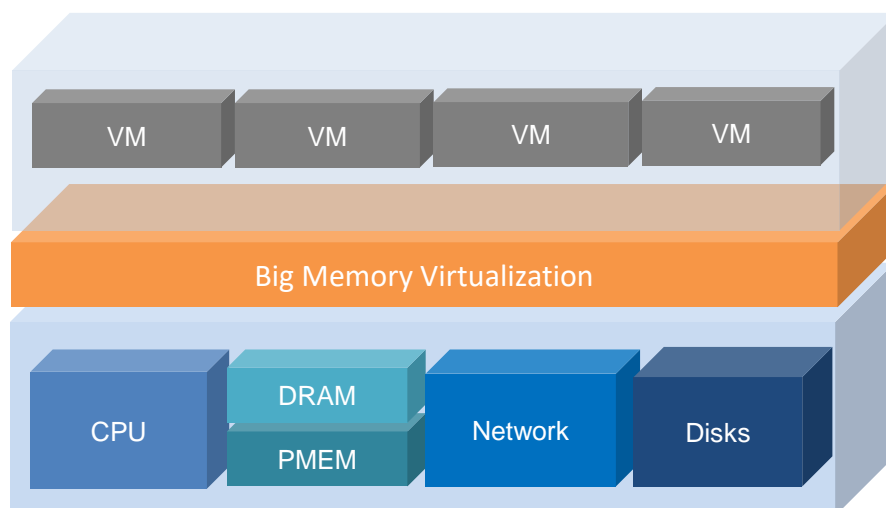 VM
VM
VM
VM
Big Memory Virtualization
CPU
DRAM
PMEM
Network
Disks